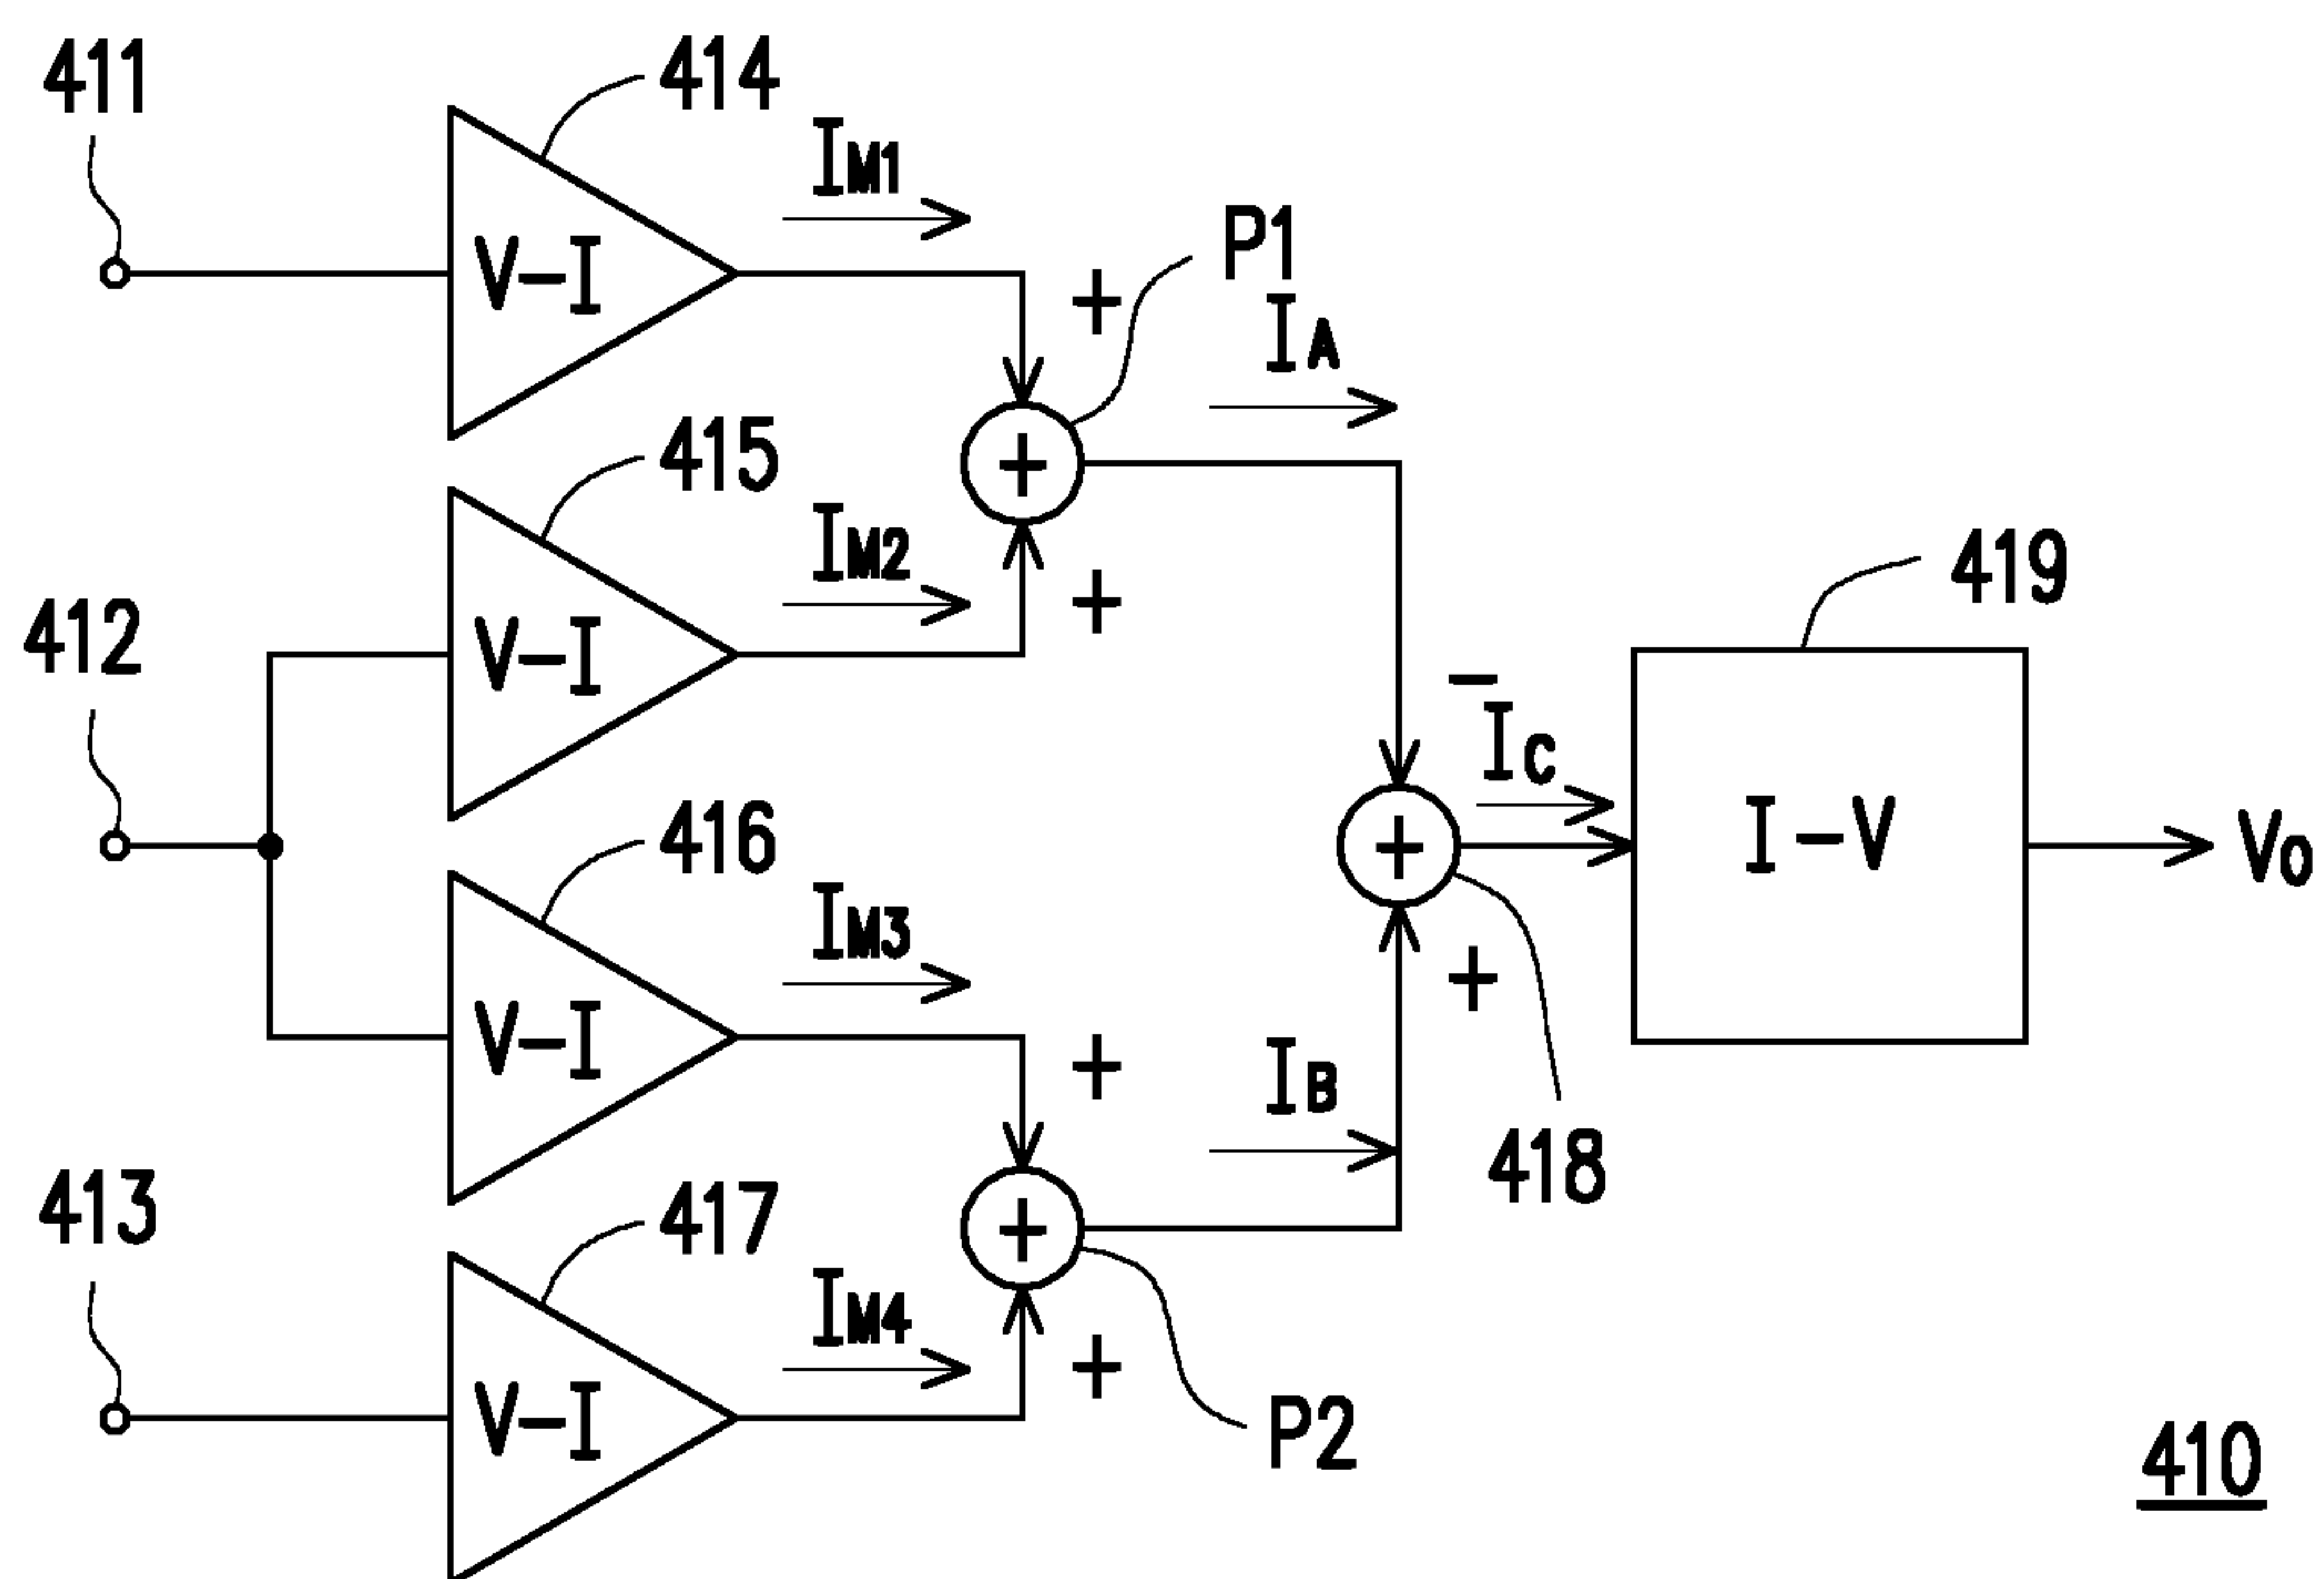 411
414
IM1
V-I
P1
+
IA
+
415
IM2
V-I
+
412
419
-
IC
416
I-V
VO
+
IM3
V-I
+
+
IB
418
413
417
+
IM4
V-I
+
P2
410